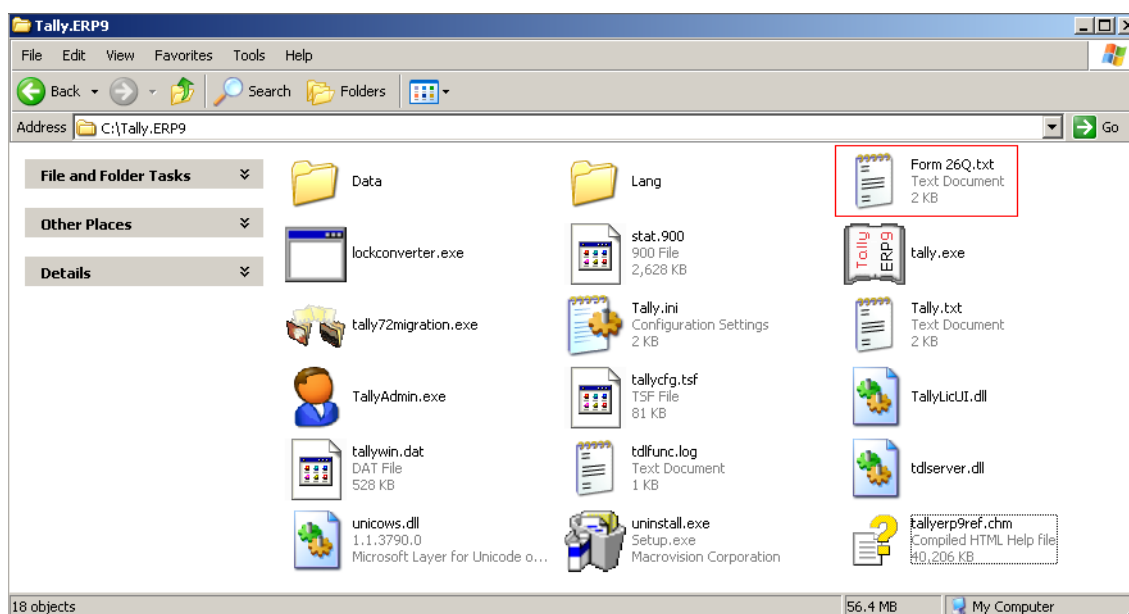 Tally.ERP9
File Edit View Favorites Tools Help
Back Search Folders
Address C:\Tally.ERP9 Go
File and Folder Tasks
Other Places
Details
Data
Lang
Form 26Q.txt
Text Document
2 KB
lockconverter.exe
stat.900
900 File
2,628 KB
Tally
ERP9
tally.exe
tally72migration.exe
Tally.ini
Configuration Settings
2 KB
Tally.txt
Text Document
2 KB
TallyAdmin.exe
tallycfg.tsf
TSF File
81 KB
TallyLicUI.dll
tallywin.dat
DAT File
528 KB
tdlfunc.log
Text Document
1 KB
tdlserver.dll
unicows.dll
1.1.3790.0
Microsoft Layer for Unicode o...
uninstall.exe
Setup.exe
Macrovision Corporation
tallyerp9ref.chm
Compiled HTML Help file
40,206 KB
18 objects 56.4 MB My Computer